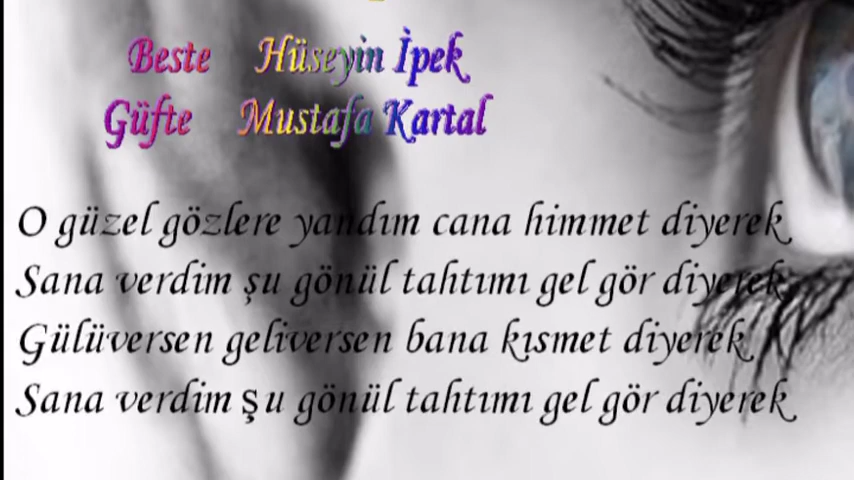 Beste Hüseyin İpek
Güfte Mustafa Kartal
O güzel gözlere yandım cana himmet diyerek
Sana verdim şu gönül tahtımı gel gör diyerek
Gülüversen geliversen bana kısmet diyerek
Sana verdim şu gönül tahtımı gel gör diyerek